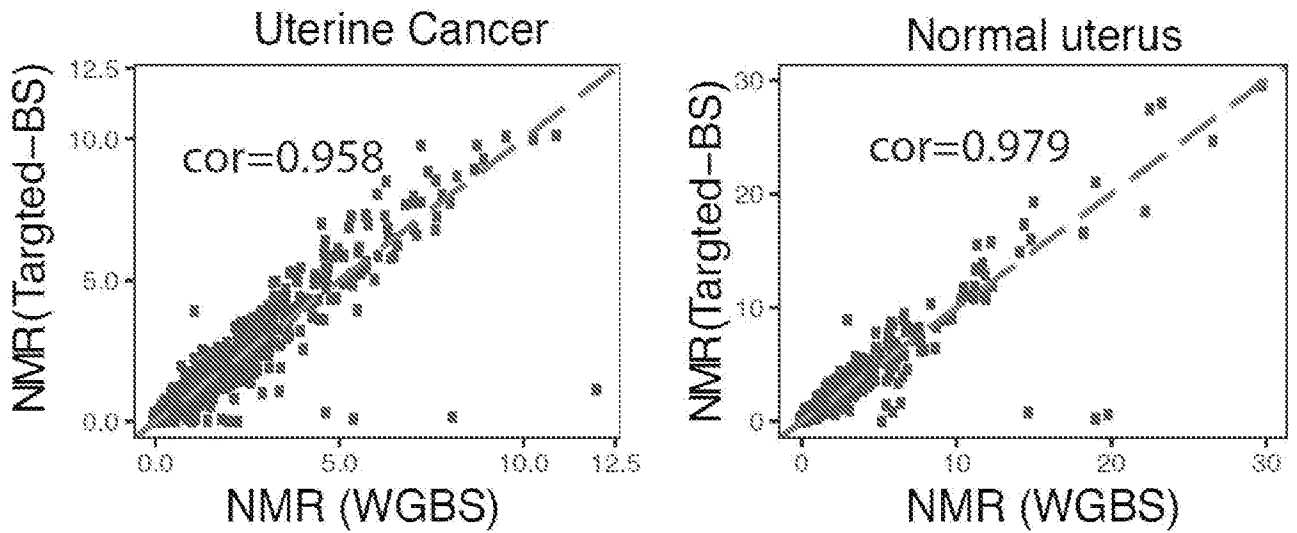 Uterine Cancer
NMR(Targted-BS)
12.5
10.0
5.0
0.0
cor=0.958
0.0 5.0 10.0 12.5
NMR (WGBS)
Normal uterus
NMR(Targted-BS)
30
20
10
0
cor=0.979
0 10 20 30
NMR (WGBS)